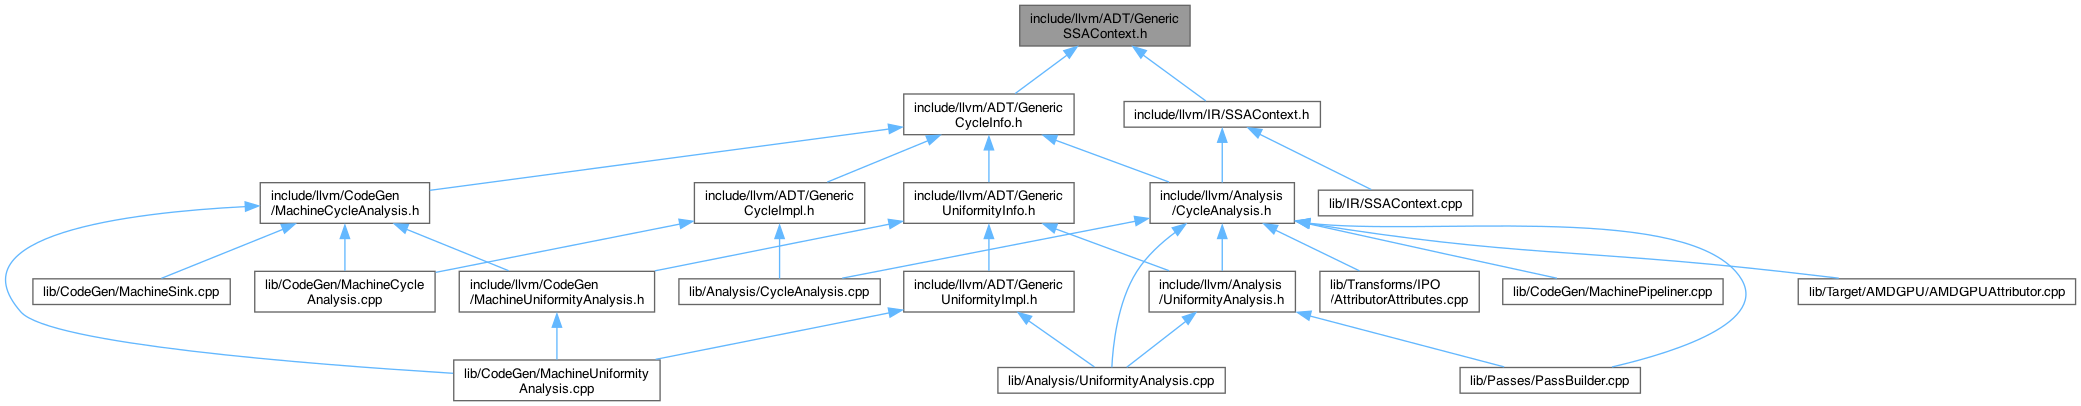 include/llvm/ADT/Generic
SSAContext.h
include/llvm/ADT/Generic
CycleInfo.h
include/llvm/IR/SSAContext.h
include/llvm/CodeGen
/MachineCycleAnalysis.h
include/llvm/ADT/Generic
CycleImpl.h
include/llvm/ADT/Generic
UniformityInfo.h
include/llvm/Analysis
/CycleAnalysis.h
lib/IR/SSAContext.cpp
lib/CodeGen/MachineSink.cpp
lib/CodeGen/MachineCycle
Analysis.cpp
include/llvm/CodeGen
/MachineUniformityAnalysis.h
lib/Analysis/CycleAnalysis.cpp
include/llvm/ADT/Generic
UniformityImpl.h
include/llvm/Analysis
/UniformityAnalysis.h
lib/Transforms/IPO
/AttributorAttributes.cpp
lib/CodeGen/MachinePipeliner.cpp
lib/Target/AMDGPU/AMDGPUAttributor.cpp
lib/CodeGen/MachineUniformity
Analysis.cpp
lib/Analysis/UniformityAnalysis.cpp
lib/Passes/PassBuilder.cpp